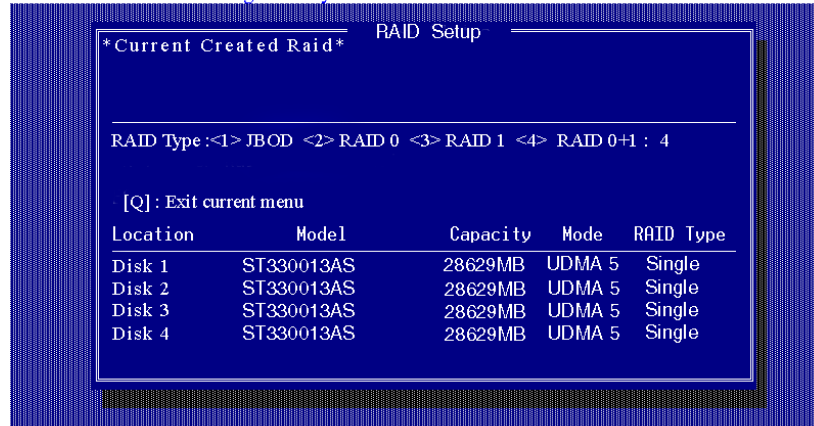 RAID Setup
*Current Created Raid*
RAID Type :<1> JBOD <2> RAID 0 <3> RAID 1 <4> RAID 0+1 : 4
[Q] : Exit current menu
Location Model Capacity Mode RAID Type
Disk 1 ST330013AS 28629MB UDMA 5 Single
Disk 2 ST330013AS 28629MB UDMA 5 Single
Disk 3 ST330013AS 28629MB UDMA 5 Single
Disk 4 ST330013AS 28629MB UDMA 5 Single